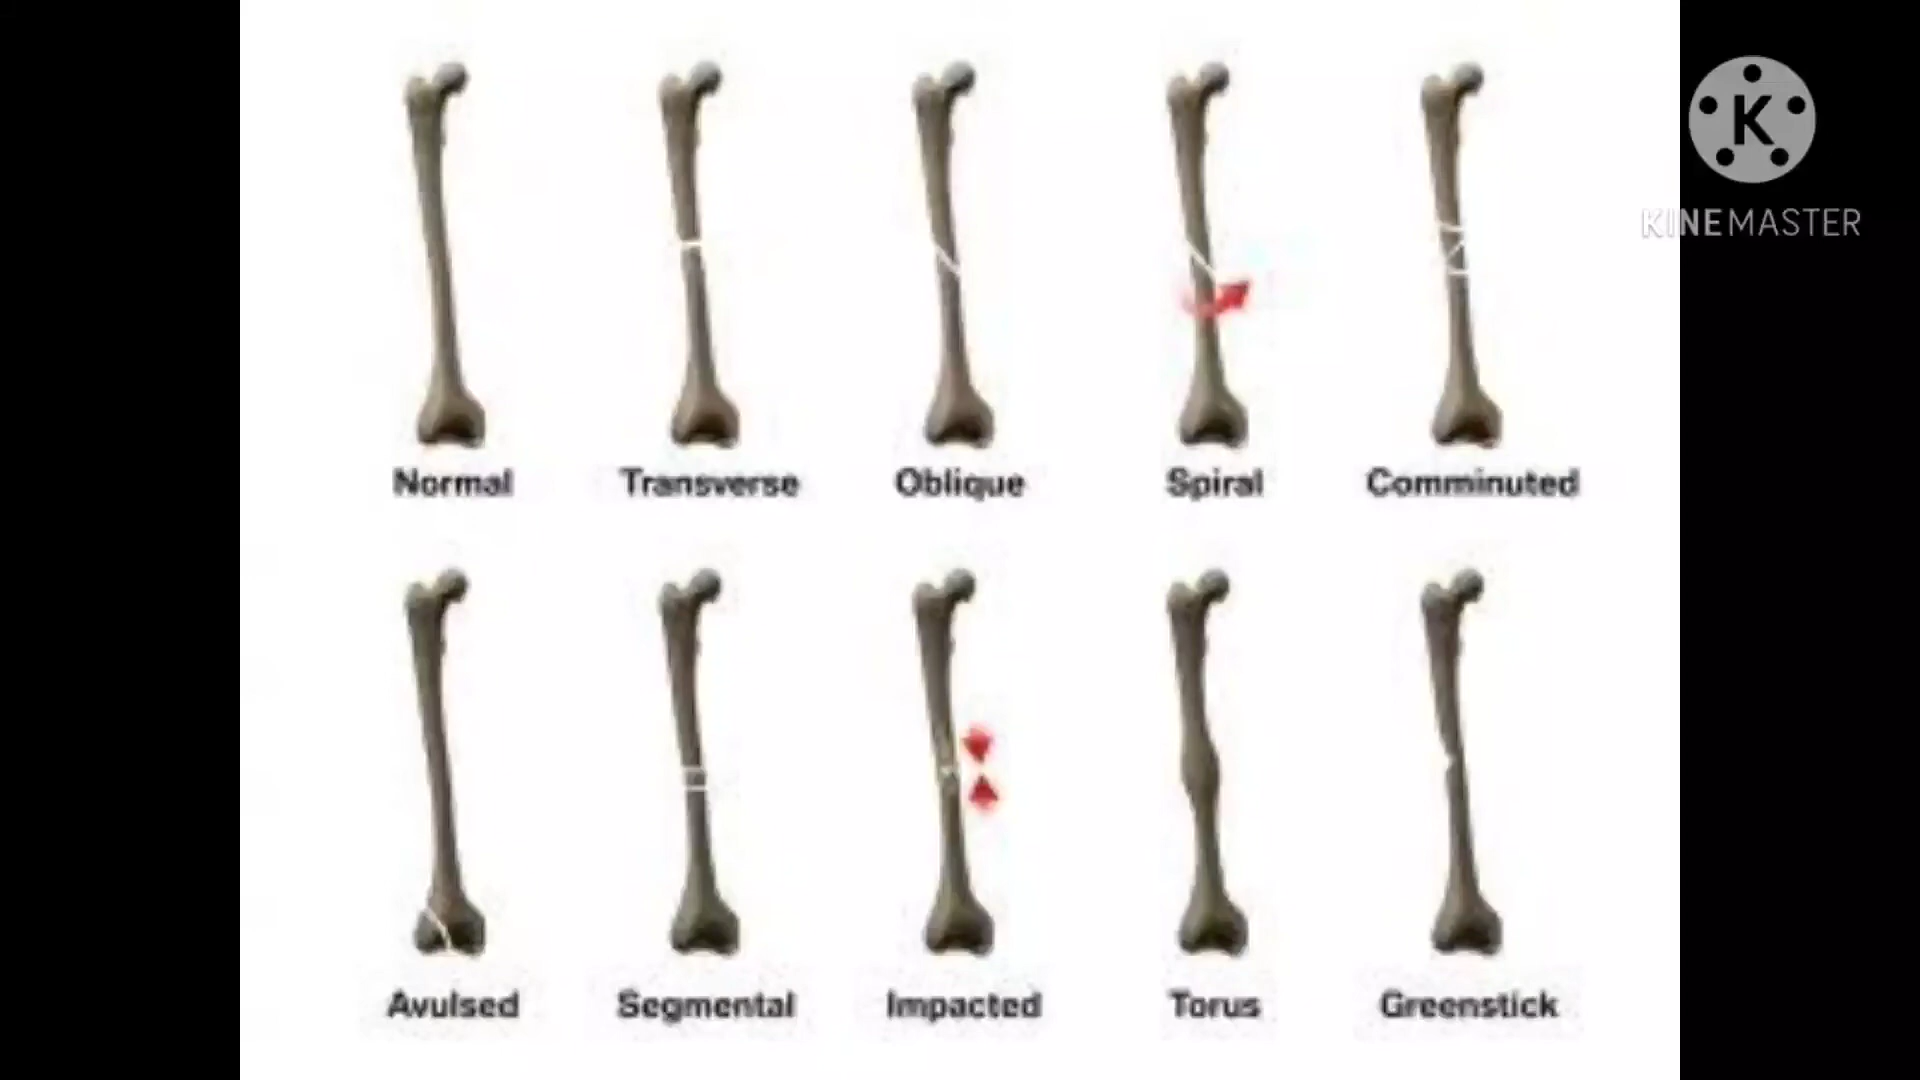 K
KINEMASTER
Normal
Transverse
Oblique
Spiral
Comminuted
Avulsed
Segmental
Impacted
Torus
Greenstick